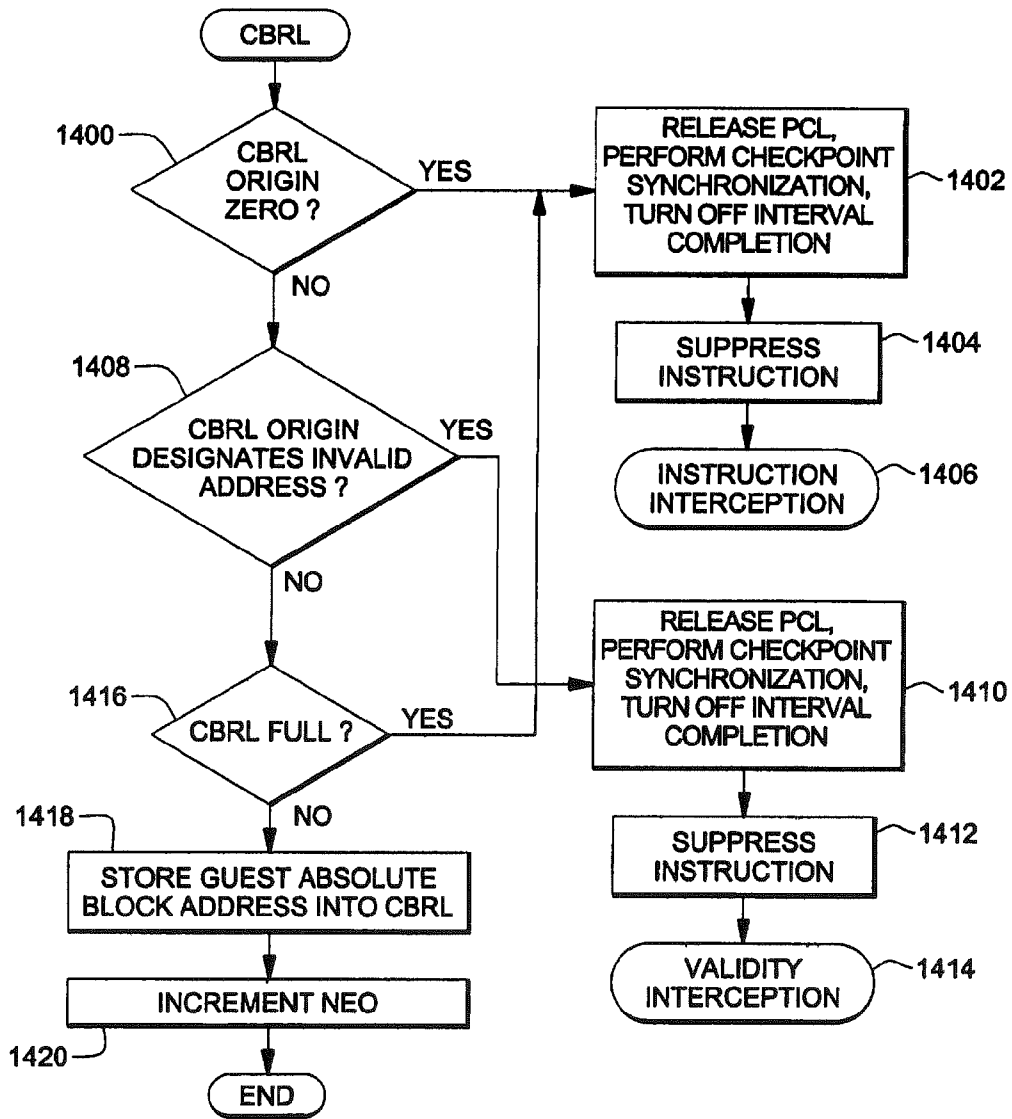 CBRL
1400
CBRL
ORIGIN
ZERO ?
YES
NO
RELEASE PCL,
PERFORM CHECKPOINT
SYNCHRONIZATION,
TURN OFF INTERVAL
COMPLETION
1402
SUPPRESS
INSTRUCTION
1404
INSTRUCTION
INTERCEPTION
1406
1408
CBRL ORIGIN
DESIGNATES INVALID
ADDRESS ?
YES
NO
RELEASE PCL,
PERFORM CHECKPOINT
SYNCHRONIZATION,
TURN OFF INTERVAL
COMPLETION
1410
SUPPRESS
INSTRUCTION
1412
VALIDITY
INTERCEPTION
1414
1416
CBRL FULL ?
YES
NO
1418
STORE GUEST ABSOLUTE
BLOCK ADDRESS INTO CBRL
INCREMENT NEO
1420
END